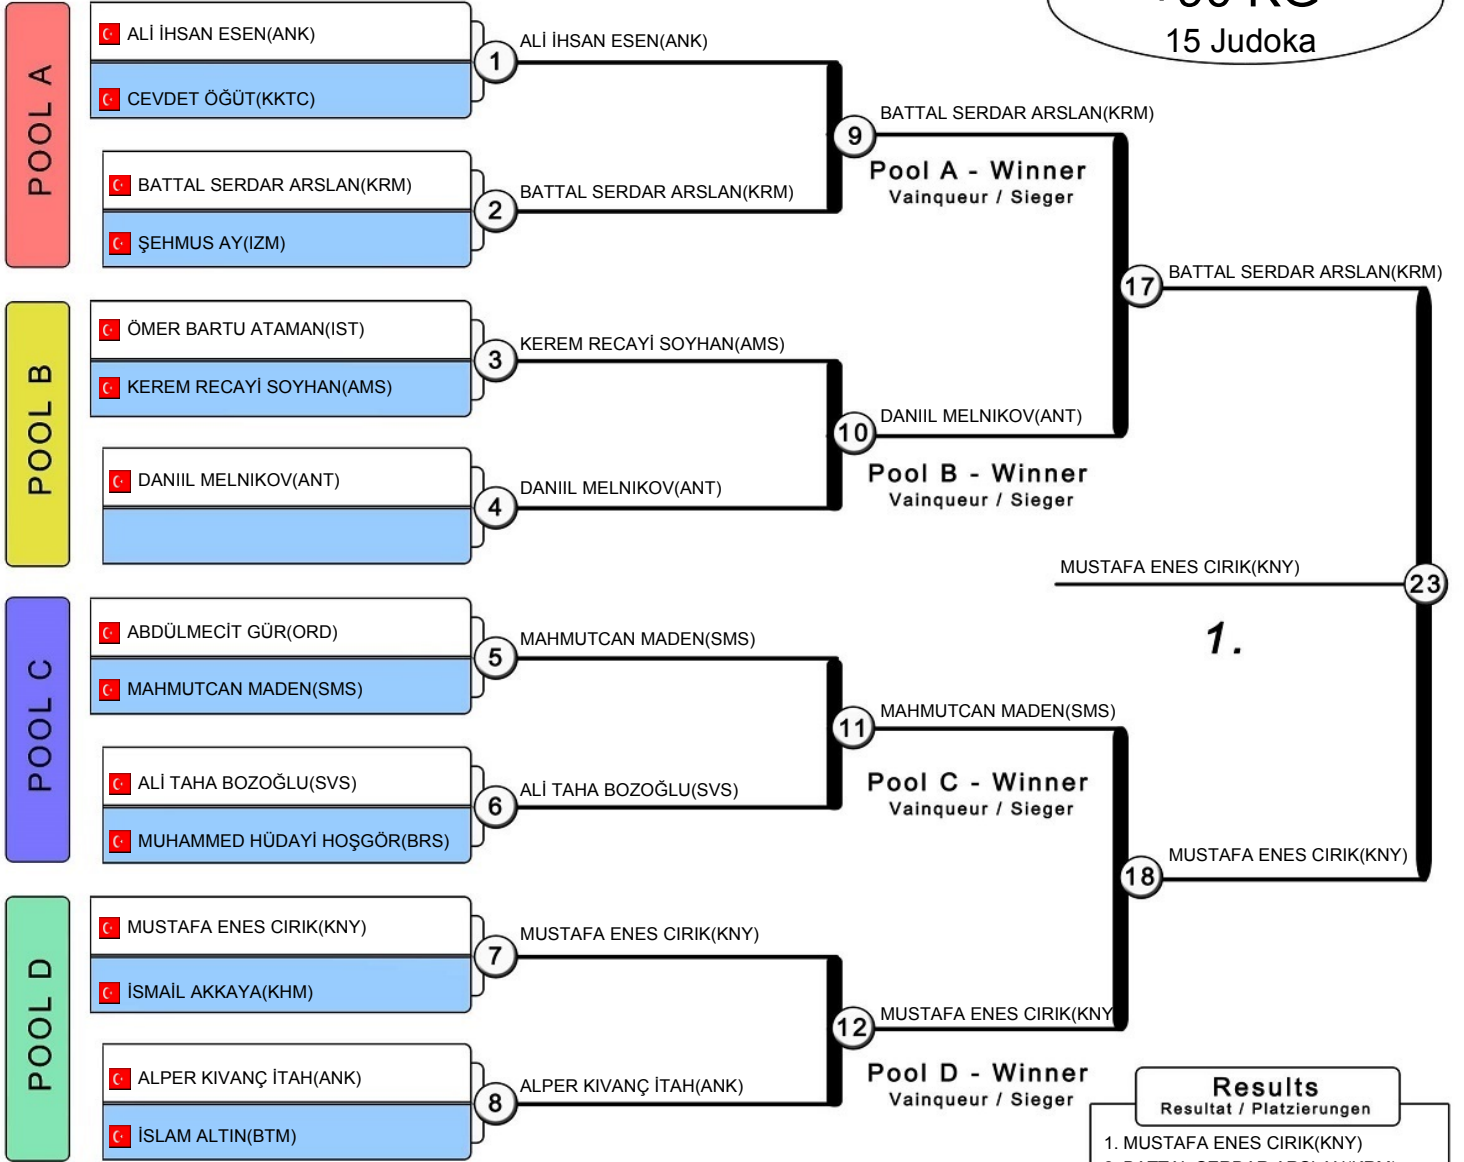 15 Judoka
POOL A
ALİ İHSAN ESEN(ANK)
CEVDET ÖĞÜT(KKTC)
1
ALİ İHSAN ESEN(ANK)
BATTAL SERDAR ARSLAN(KRM)
ŞEHMUS AY(IZM)
2
BATTAL SERDAR ARSLAN(KRM)
9
BATTAL SERDAR ARSLAN(KRM)
Pool A - Winner
Vainqueur / Sieger
POOL B
ÖMER BARTU ATAMAN(IST)
KEREM RECAYİ SOYHAN(AMS)
3
KEREM RECAYİ SOYHAN(AMS)
DANIIL MELNIKOV(ANT)
4
DANIIL MELNIKOV(ANT)
10
DANIIL MELNIKOV(ANT)
Pool B - Winner
Vainqueur / Sieger
17
BATTAL SERDAR ARSLAN(KRM)
MUSTAFA ENES CIRIK(KNY)
23
1.
POOL C
ABDÜLMECİT GÜR(ORD)
MAHMUTCAN MADEN(SMS)
5
MAHMUTCAN MADEN(SMS)
ALİ TAHA BOZOĞLU(SVS)
MUHAMMED HÜDAYİ HOŞGÖR(BRS)
6
ALİ TAHA BOZOĞLU(SVS)
11
MAHMUTCAN MADEN(SMS)
Pool C - Winner
Vainqueur / Sieger
18
MUSTAFA ENES CIRIK(KNY)
POOL D
MUSTAFA ENES CIRIK(KNY)
İSMAİL AKKAYA(KHM)
7
MUSTAFA ENES CIRIK(KNY)
ALPER KIVANÇ İTAH(ANK)
İSLAM ALTIN(BTM)
8
ALPER KIVANÇ İTAH(ANK)
12
MUSTAFA ENES CIRIK(KNY
Pool D - Winner
Vainqueur / Sieger
Results
Resultat / Platzierungen
1. MUSTAFA ENES CIRIK(KNY)